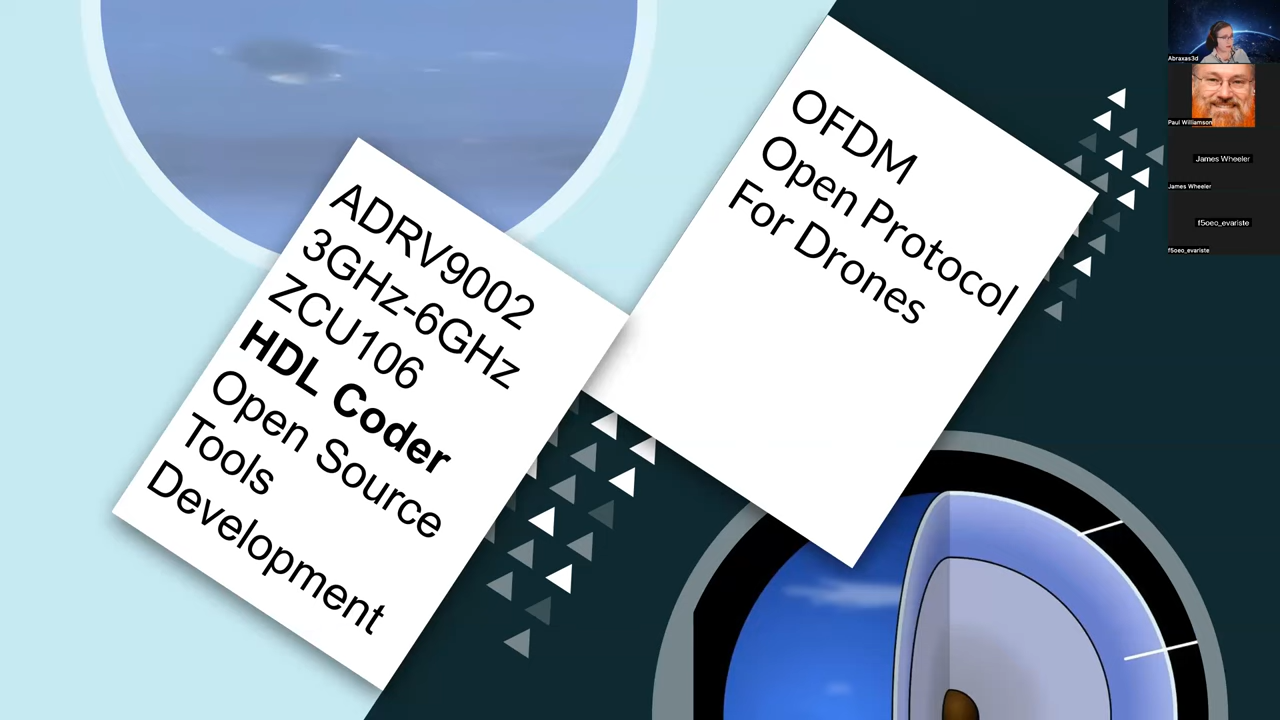 ADRV9002
3GHz-6GHz
ZCU106
HDL Coder
Open Source
Tools
Development
OFDM
Open Protocol
For Drones
Abraxas3d
Paul Williamson
James Wheeler
James Wheeler
f5oeo_evariste
f5oeo_evariste